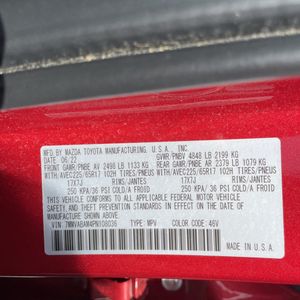 MFD. BY MAZDA TOYOTA MANUFACTURING, U.S.A., INC.
DATE: 06/22 GVWR/PNBV 4848 LB 2199 KG
FRONT GAWR/PNBE AV 2498 LB 1133 KG REAR GAWR/PNBE AR 2379 LB 1079 KG
WITH/AVEC225/65R17 102H TIRES/PNEUS WITH/AVEC225/65R17 102H TIRES/PNEUS
17X7J RIMS/JANTES 17X7J RIMS/JANTES
250 KPA/36 PSI COLD/A FROID 250 KPA/36 PSI COLD/A FROID
THIS VEHICLE CONFORMS TO ALL APPLICABLE FEDERAL MOTOR VEHICLE
SAFETY, BUMPER, AND THEFT PREVENTION STANDARDS IN EFFECT ON THE DATE OF
MANUFACTURE SHOWN ABOVE.
VIN: 7MMVABAM4PN108036 TYPE: MPV COLOR CODE: 46V
MADE IN U.S.A.